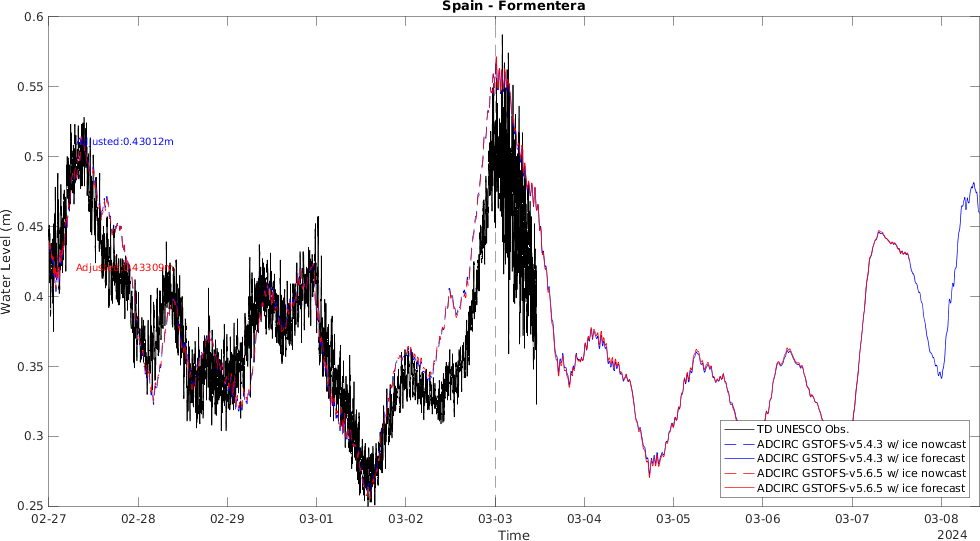 Spain - Formentera
0.6
0.55
0.5
0.45
0.4
0.35
0.3
0.25
Water Level (m)
Adjusted:0.43012m
Adjusted:0.43309m
TD UNESCO Obs.
ADCIRC GSTOFS-v5.4.3 w/ ice nowcast
ADCIRC GSTOFS-v5.4.3 w/ ice forecast
ADCIRC GSTOFS-v5.6.5 w/ ice nowcast
ADCIRC GSTOFS-v5.6.5 w/ ice forecast
02-27 02-28 02-29 03-01 03-02 03-03 03-04 03-05 03-06 03-07 03-08
Time
2024